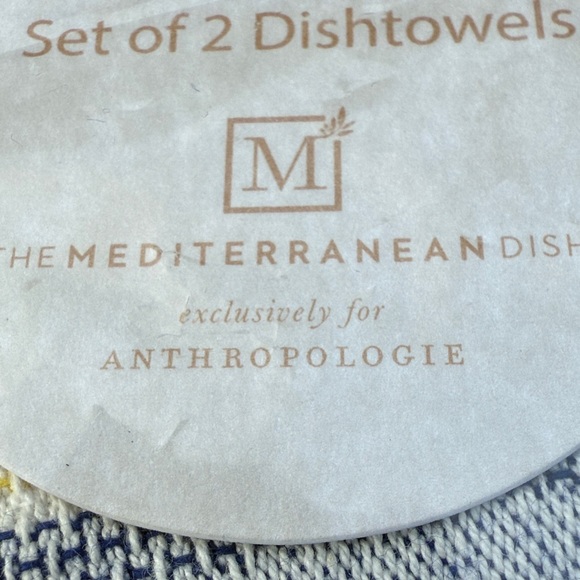 Set of 2 Dishtowels
M
THE MEDITERRANEAN DISH
exclusively for
ANTHROPOLOGIE